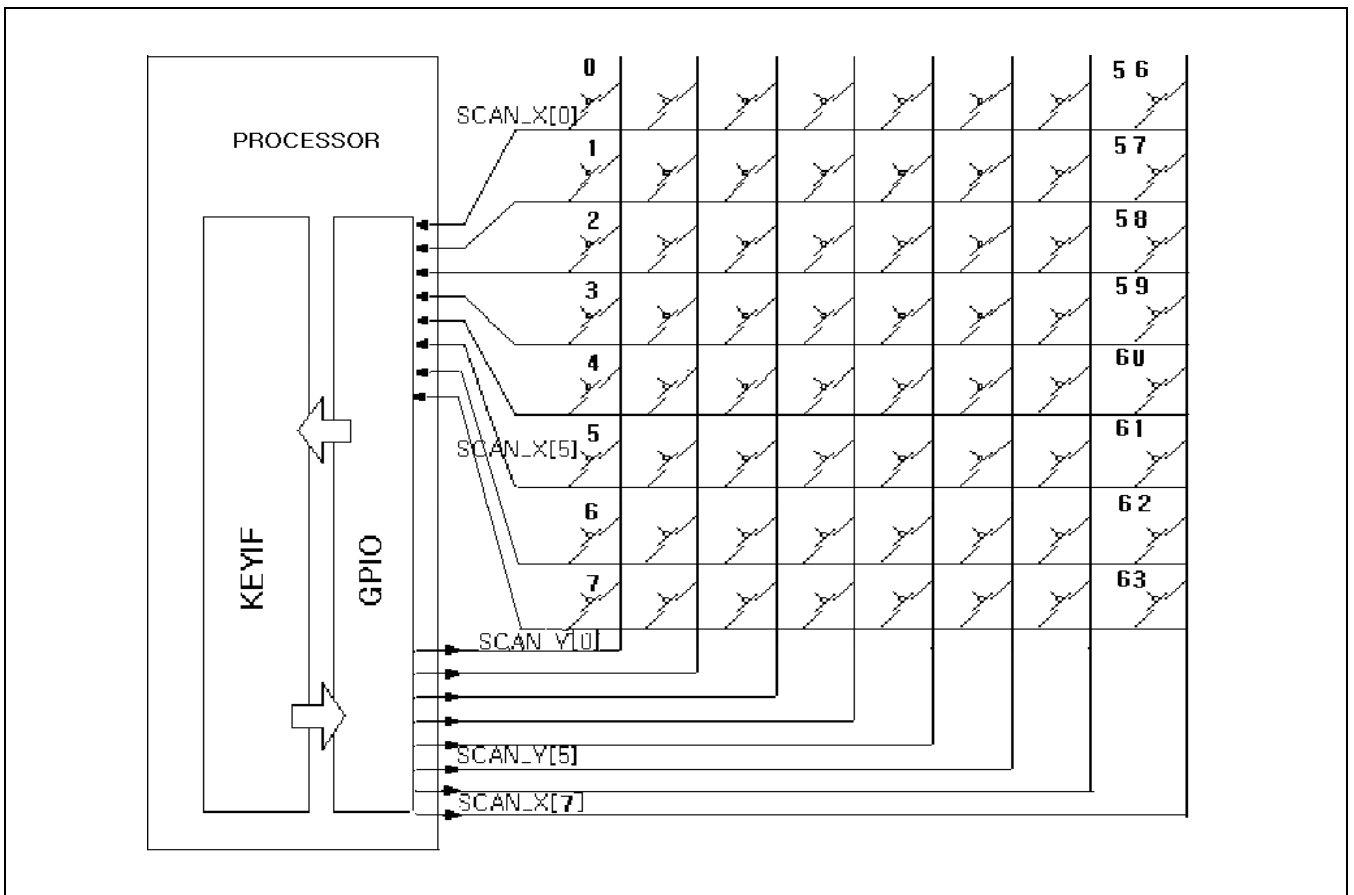 0
56
SCAN_X[0]
PROCESSOR
1
57
2
58
3
59
4
60
5
61
SCAN_X[5]
6
62
7
63
KEYIF
GPIO
SCAN_Y[0]
SCAN_Y[5]
SCAN_X[7]